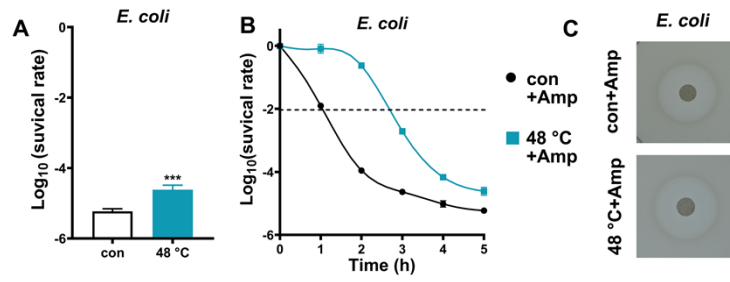 A
E. coli
Log10 (suvical rate)
0
-2
-4
-6
***
con
48 °C
B
E. coli
Log10(suvical rate)
0
-2
-4
-6
0
1
2
3
4
5
Time (h)
con
+Amp
48 °C
+Amp
C
E. coli
con+Amp
48 °C+Amp